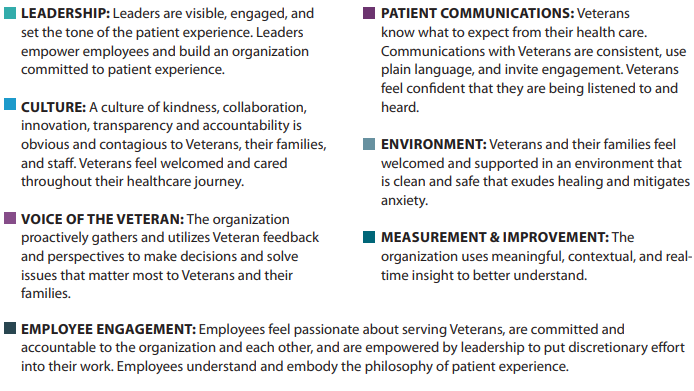 LEADERSHIP: Leaders are visible, engaged, and
set the tone of the patient experience. Leaders
empower employees and build an organization
committed to patient experience.
CULTURE: A culture of kindness, collaboration,
innovation, transparency and accountability is
obvious and contagious to Veterans, their families,
and staff. Veterans feel welcomed and cared
throughout their healthcare journey.
VOICE OF THE VETERAN: The organization
proactively gathers and utilizes Veteran feedback
and perspectives to make decisions and solve
issues that matter most to Veterans and their
families.
PATIENT COMMUNICATIONS: Veterans
know what to expect from their health care.
Communications with Veterans are consistent, use
plain language, and invite engagement. Veterans
feel confident that they are being listened to and
heard.
ENVIRONMENT: Veterans and their families feel
welcomed and supported in an environment that
is clean and safe that exudes healing and mitigates
anxiety.
MEASUREMENT & IMPROVEMENT: The
organization uses meaningful, contextual, and real-
time insight to better understand.
EMPLOYEE ENGAGEMENT: Employees feel passionate about serving Veterans, are committed and
accountable to the organization and each other, and are empowered by leadership to put discretionary effort
into their work. Employees understand and embody the philosophy of patient experience.